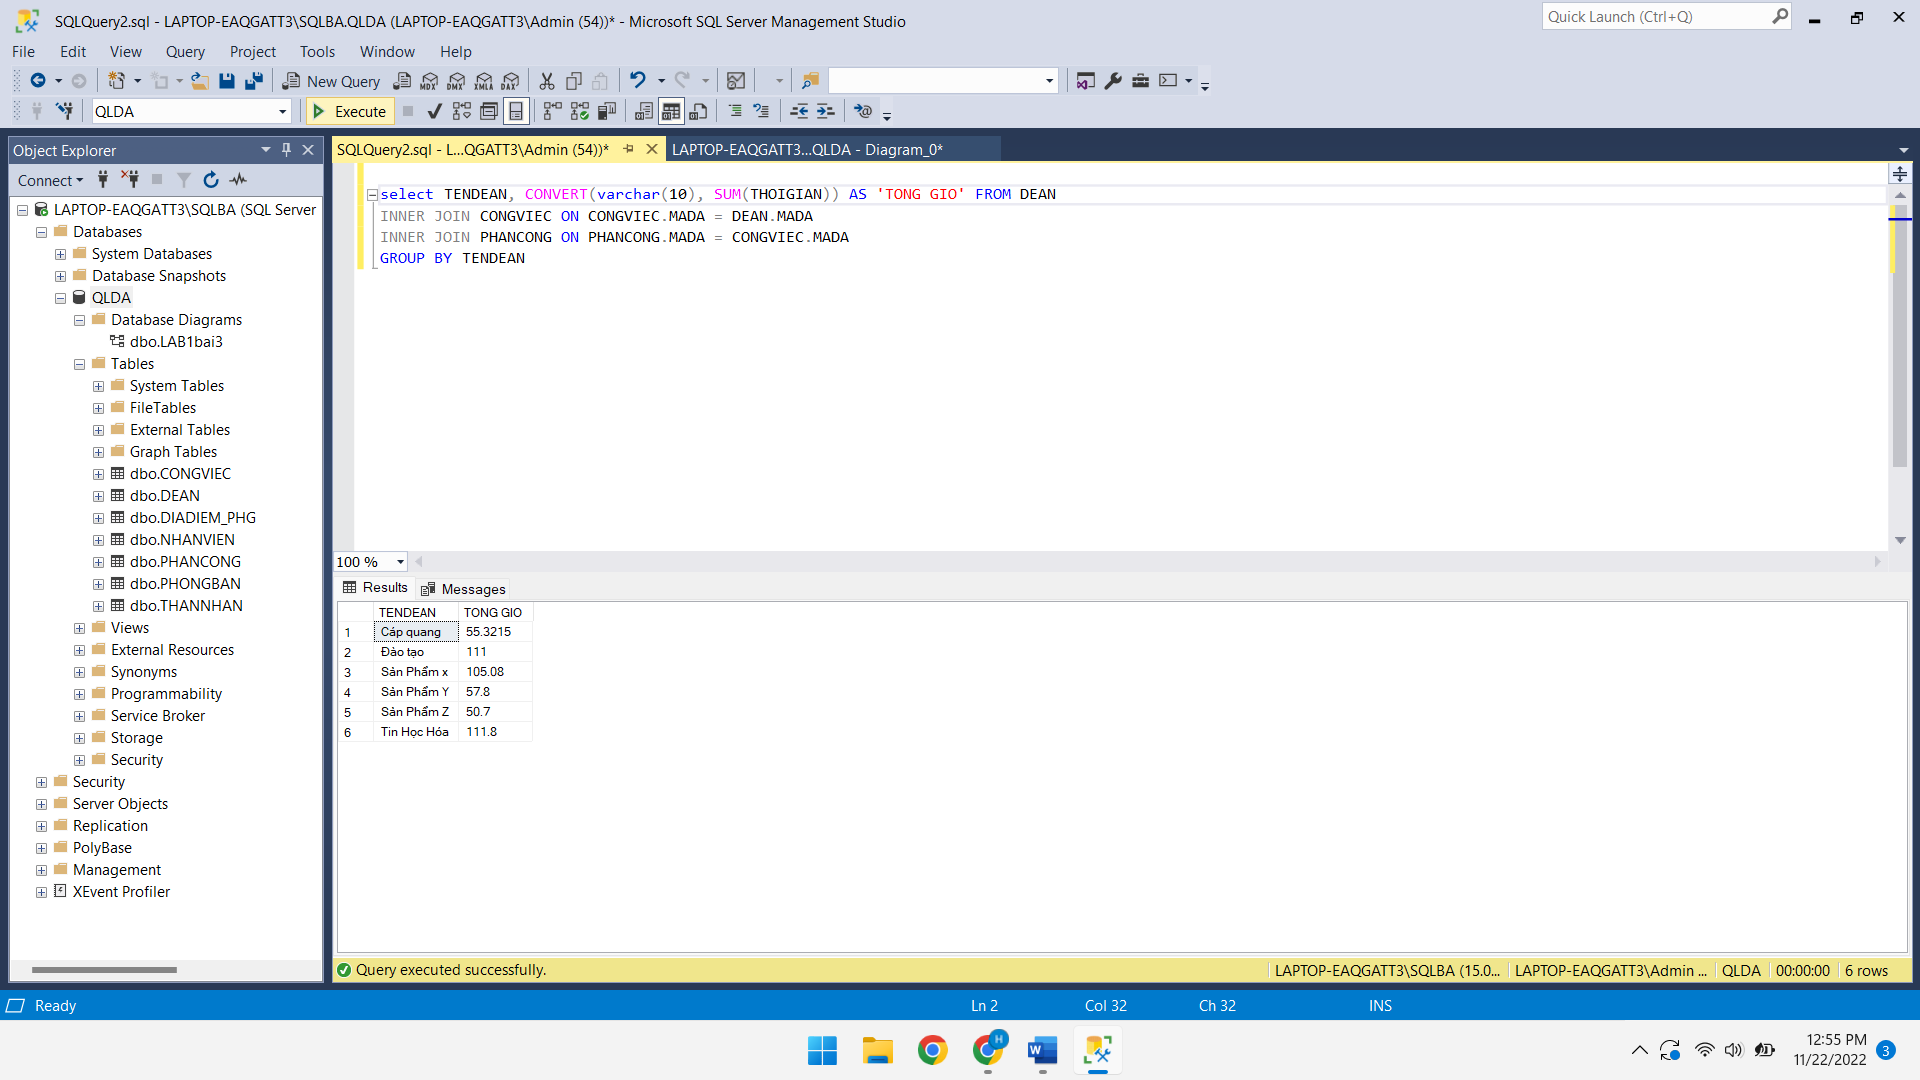 SQLQuery2.sql - LAPTOP-EAQGATT3\SQLBA.QLDA (LAPTOP-EAQGATT3\Admin (54))* - Microsoft SQL Server Management Studio
Quick Launch (Ctrl+Q)
File Edit View Query Project Tools Window Help
New Query
MDX DMX XMLA DAX
QLDA
Execute
Object Explorer
SQLQuery2.sql - L...QGATT3\Admin (54))*
LAPTOP-EAQGATT3...QLDA - Diagram_0*
Connect
LAPTOP-EAQGATT3\SQLBA (SQL Server
Databases
System Databases
Database Snapshots
QLDA
Database Diagrams
dbo.LAB1bai3
Tables
System Tables
FileTables
External Tables
Graph Tables
dbo.CONGVIEC
dbo.DEAN
dbo.DIADIEM_PHG
dbo.NHANVIEN
dbo.PHANCONG
dbo.PHONGBAN
dbo.THANNHAN
Views
External Resources
Synonyms
Programmability
Service Broker
Storage
Security
Security
Server Objects
Replication
PolyBase
Management
XEvent Profiler
select TENDEAN, CONVERT(varchar(10), SUM(THOIGIAN)) AS 'TONG GIO' FROM DEAN
INNER JOIN CONGVIEC ON CONGVIEC.MADA = DEAN.MADA
INNER JOIN PHANCONG ON PHANCONG.MADA = CONGVIEC.MADA
GROUP BY TENDEAN
100 %
Results Messages
TENDEAN TONG GIO
1 Cáp quang 55.3215
2 Đào tạo 111
3 Sản Phẩm x 105.08
4 Sản Phẩm Y 57.8
5 Sản Phẩm Z 50.7
6 Tin Học Hóa 111.8
Query executed successfully.
LAPTOP-EAQGATT3\SQLBA (15.0... LAPTOP-EAQGATT3\Admin ... QLDA 00:00:00 6 rows
Ready Ln 2 Col 32 Ch 32 INS
H
W
12:55 PM
11/22/2022
3